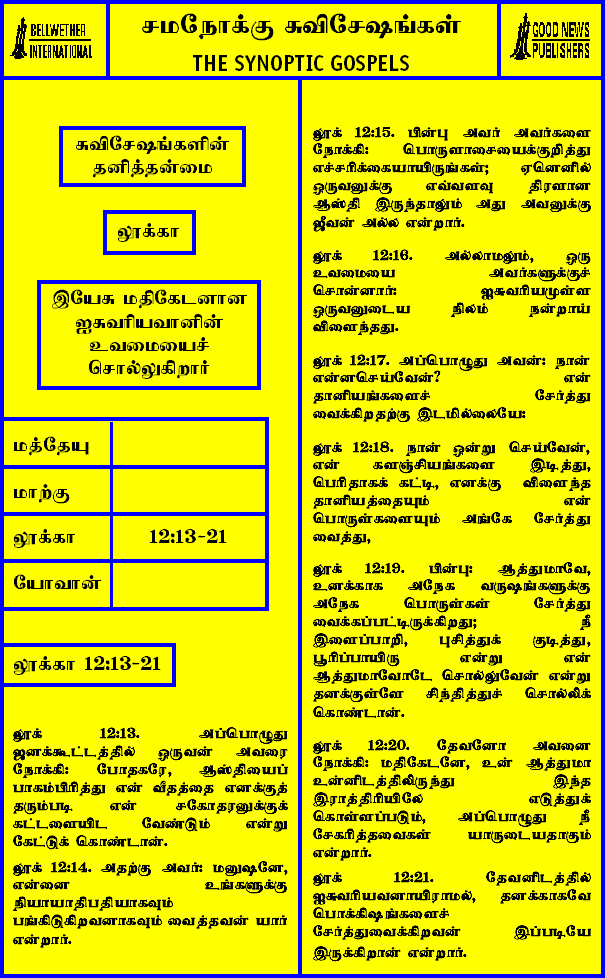 BELLWETHER
INTERNATIONAL
சமநோக்கு சுவிசேஷங்கள்
THE SYNOPTIC GOSPELS
GOOD NEWS
PUBLISHERS
சுவிசேஷங்களின்
தனித்தன்மை
லூக்கா
இயேசு மதிகேடனான
ஐசுவரியவானின்
உவமையைச்
சொல்லுகிறார்
மத்தேயு
மாற்கு
லூக்கா 12:13-21
யோவான்
லூக்கா 12:13-21
லூக் 12:13. அப்பொழுது
ஜனக்கூட்டத்தில் ஒருவன் அவரை
நோக்கி: போதகரே, ஆஸ்தியைப்
பாகம்பிரித்து என் வீதத்தை எனக்குத்
தரும்படி என் சகோதரனுக்குக்
கட்டளையிட வேண்டும் என்று
கேட்டுக் கொண்டான்.
லூக் 12:14. அதற்கு அவர்: மனுஷனே,
என்னை உங்களுக்கு
நியாயாதிபதியாகவும்
பங்கிடுகிறவனாகவும் வைத்தவன் யார்
என்றார்.
லூக் 12:15. பின்பு அவர் அவர்களை
நோக்கி: பொருளாசையைக்குறித்து
எச்சரிக்கையாயிருங்கள்; ஏனெனில்
ஒருவனுக்கு எவ்வளவு திரளான
ஆஸ்தி இருந்தாலும் அது அவனுக்கு
ஜீவன் அல்ல என்றார்.
லூக் 12:16. அல்லாமலும், ஒரு
உவமையை அவர்களுக்குச்
சொன்னார்: ஐசுவரியமுள்ள
ஒருவனுடைய நிலம் நன்றாய்
விளைந்தது.
லூக் 12:17. அப்பொழுது அவன்: நான்
என்னசெய்வேன்? என்
தானியங்களைச் சேர்த்து
வைக்கிறதற்கு இடமில்லையே:
லூக் 12:18. நான் ஒன்று செய்வேன்,
என் களஞ்சியங்களை இடித்து,
பெரிதாகக் கட்டி, எனக்கு விளைந்த
தானியத்தையும் என்
பொருள்களையும் அங்கே சேர்த்து
வைத்து,
லூக் 12:19. பின்பு: ஆத்துமாவே,
உனக்காக அநேக வருஷங்களுக்கு
அநேக பொருள்கள் சேர்த்து
வைக்கப்பட்டிருக்கிறது; நீ
இளைப்பாறி, புசித்துக் குடித்து,
பூரிப்பாயிரு என்று என்
ஆத்துமாவோடே சொல்லுவேன் என்று
தனக்குள்ளே சிந்தித்துச் சொல்லிக்
கொண்டான்.
லூக் 12:20. தேவனோ அவனை
நோக்கி: மதிகேடனே, உன் ஆத்துமா
உன்னிடத்திலிருந்து இந்த
இராத்திரியிலே எடுத்துக்
கொள்ளப்படும், அப்பொழுது நீ
சேகரித்தவைகள் யாருடையதாகும்
என்றார்.
லூக் 12:21. தேவனிடத்தில்
ஐசுவரியவனாயிராமல், தனக்காகவே
பொக்கிஷங்களைச்
சேர்த்துவைக்கிறவன் இப்படியே
இருக்கிறான் என்றார்.